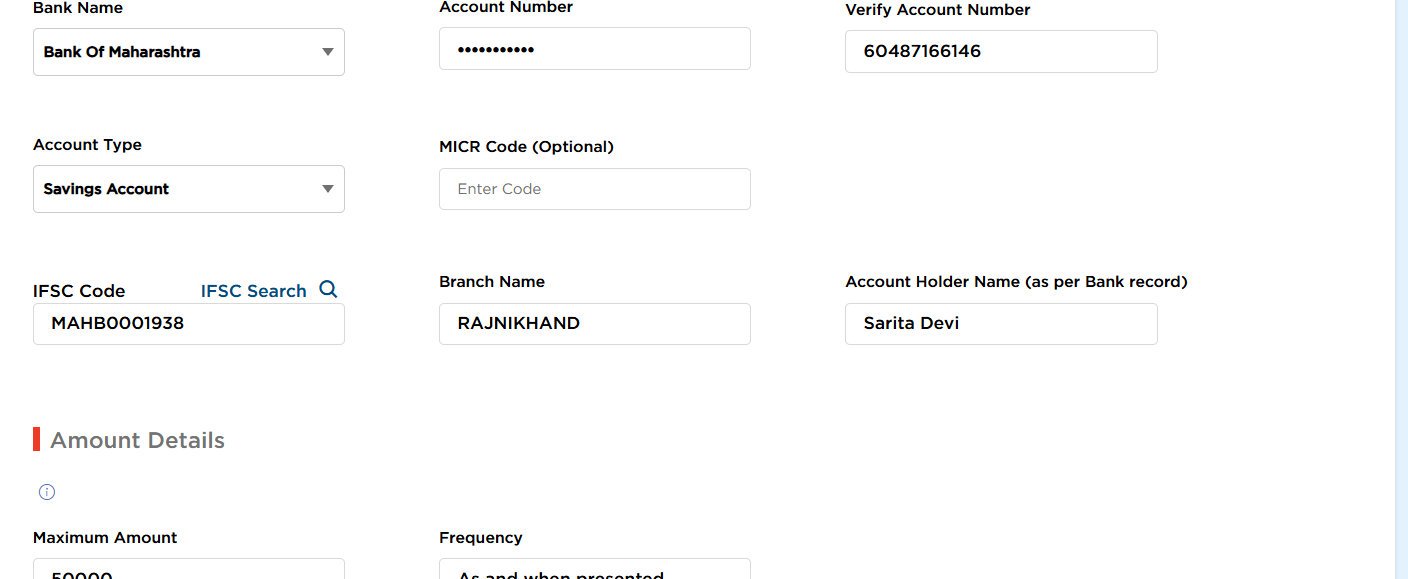 Bank Name
Account Number
Verify Account Number
Bank Of Maharashtra
•••••••••••
60487166146
Account Type
MICR Code (Optional)
Savings Account
Enter Code
IFSC Code
IFSC Search
Branch Name
Account Holder Name (as per Bank record)
MAHB0001938
RAJNIKHAND
Sarita Devi
Amount Details
Maximum Amount
Frequency
50000
As and when presented